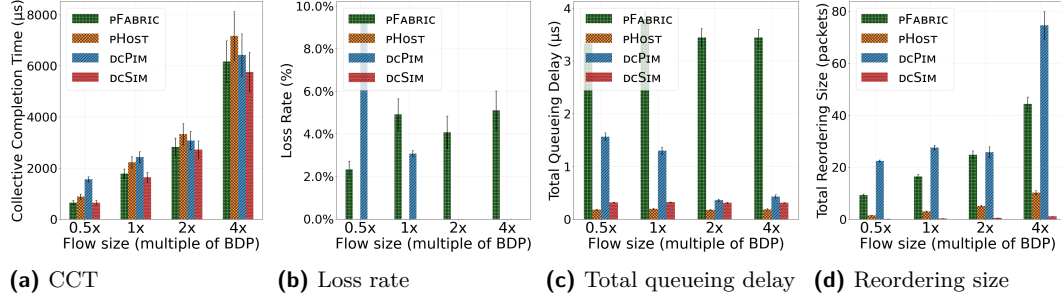 Collective Completion Time (μs)
8000
6000
4000
2000
0
PFABRIC
PHOST
DCPIM
DCSIM
0.5x 1x 2x 4x
Flow size (multiple of BDP)
(a) CCT
Loss Rate (%)
10.0%
8.0%
6.0%
4.0%
2.0%
0.0%
PFABRIC
PHOST
DCPIM
DCSIM
0.5x 1x 2x 4x
Flow size (multiple of BDP)
(b) Loss rate
Total Queueing Delay (μs)
4
3
2
1
0
PFABRIC
PHOST
DCPIM
DCSIM
0.5x 1x 2x 4x
Flow size (multiple of BDP)
(c) Total queueing delay
Total Reordering Size (packets)
80
60
40
20
0
PFABRIC
PHOST
DCPIM
DCSIM
0.5x 1x 2x 4x
Flow size (multiple of BDP)
(d) Reordering size